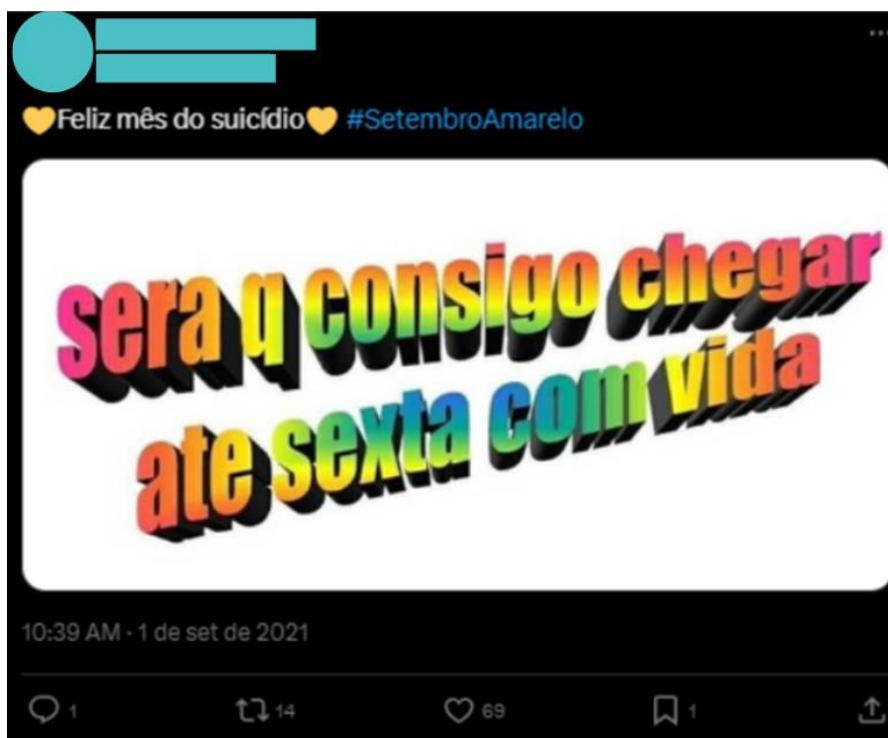 💛Feliz mês do suicídio💛 #SetembroAmarelo
sera q consigo chegar
ate sexta com vida
10:39 AM · 1 de set de 2021
1 14 69 1